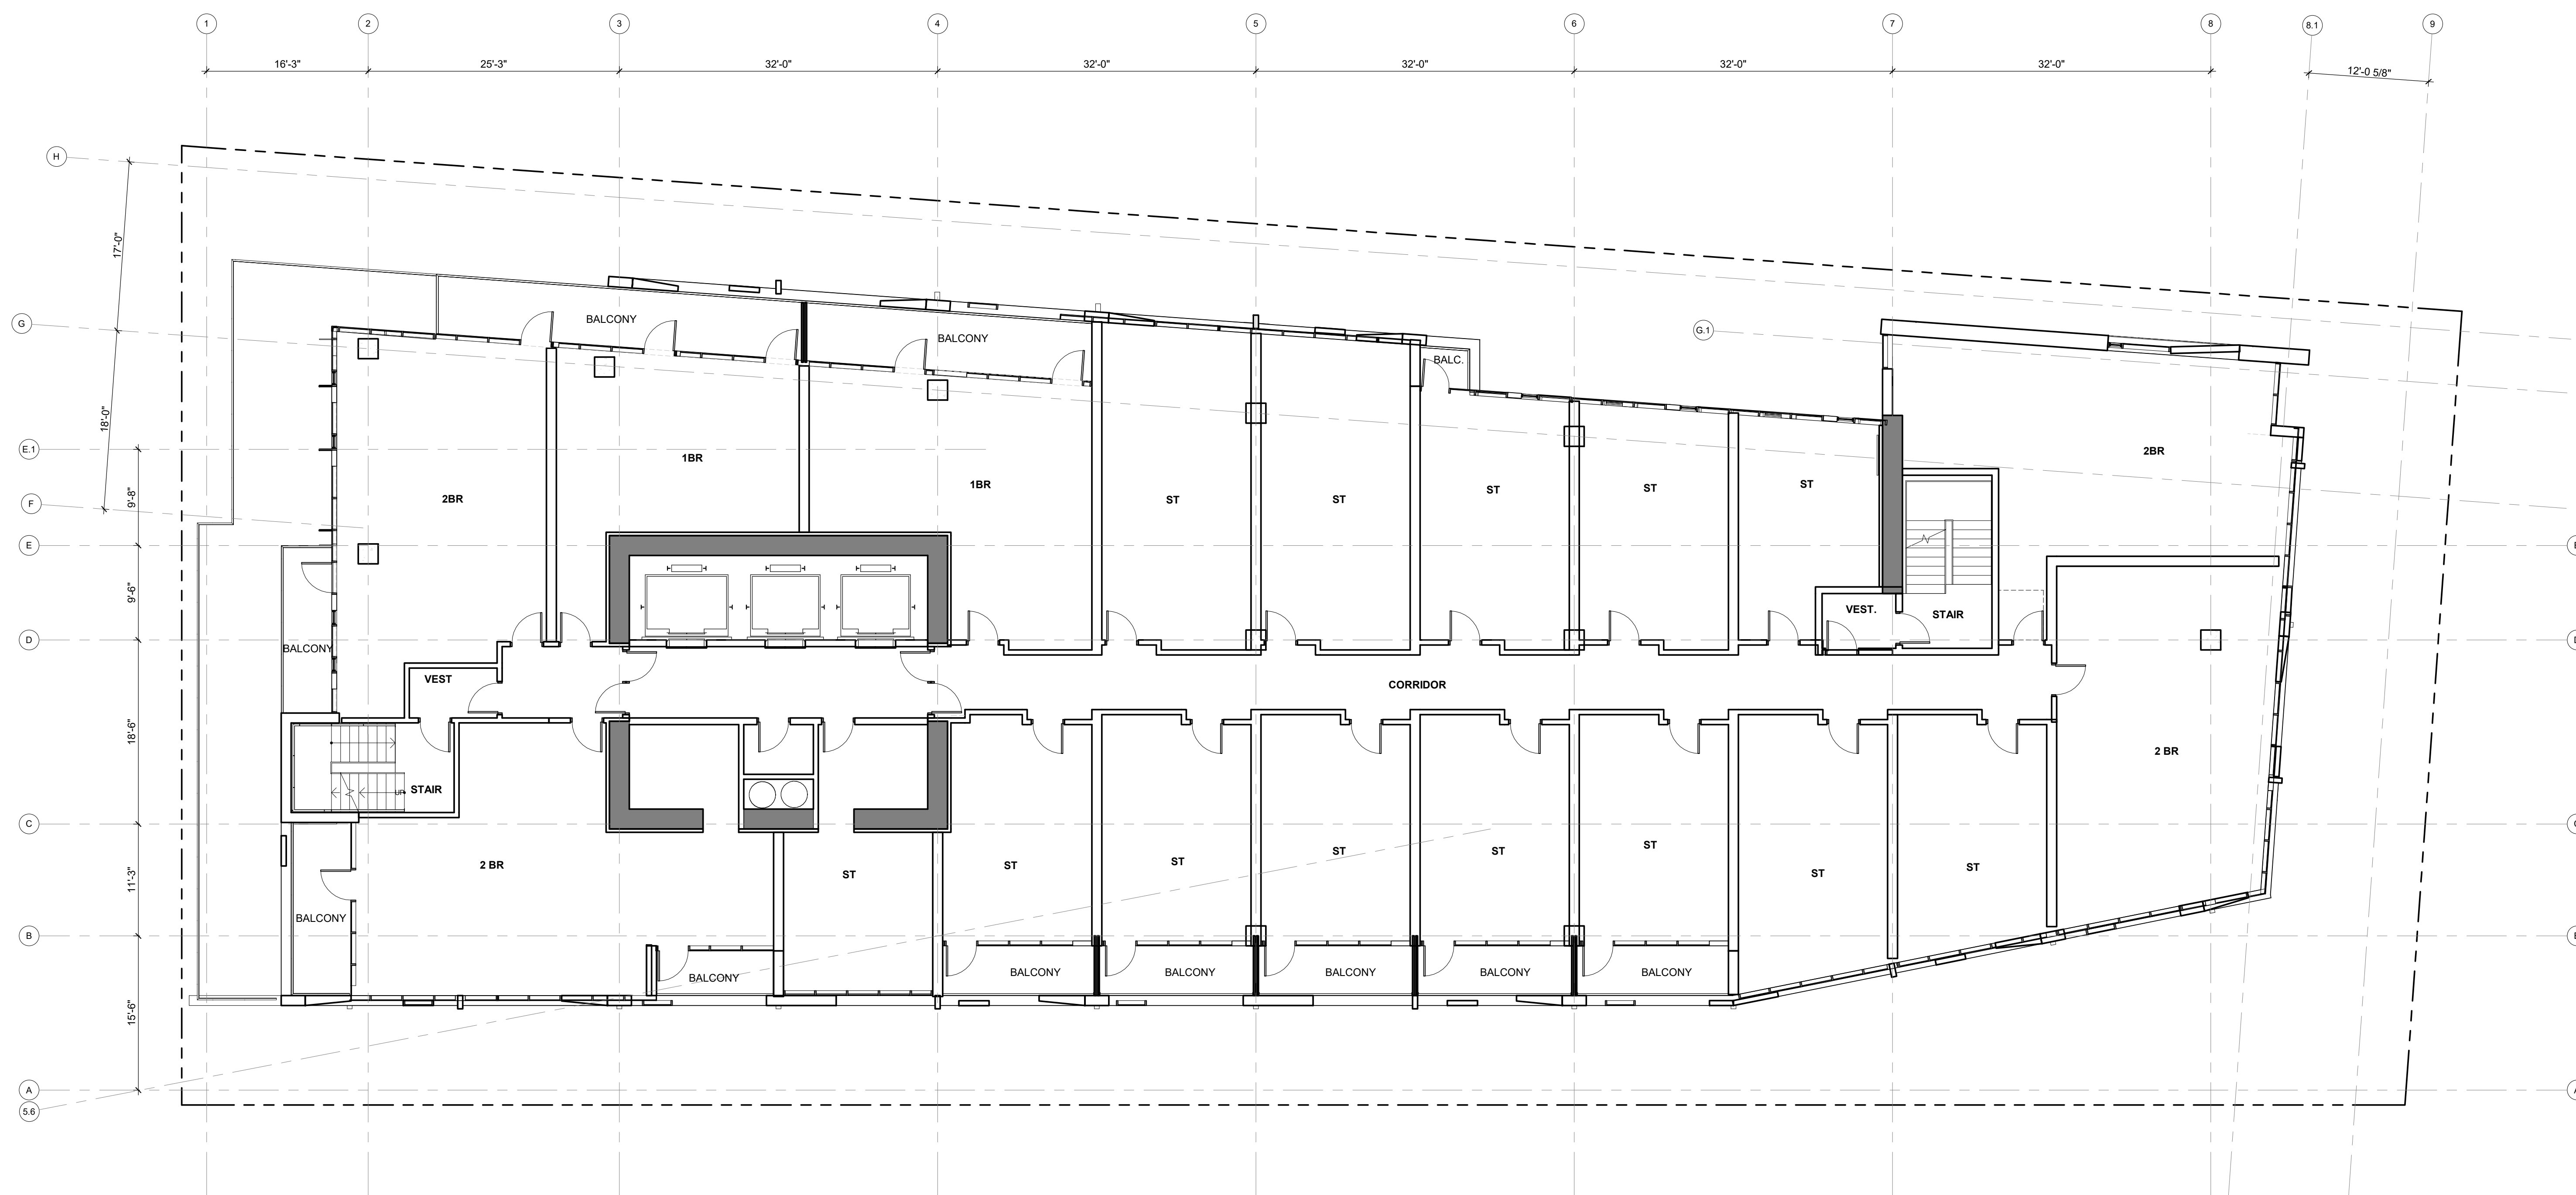 1
2
3
4
5
6
7
8
8.1
9
16'-3"
25'-3"
32'-0"
32'-0"
32'-0"
32'-0"
32'-0"
12'-0 5/8"
H
17'-0"
G
G.1
18'-0"
BALCONY
BALCONY
BALC.
E.1
9'-8"
F
2BR
1BR
1BR
ST
ST
ST
ST
ST
2BR
E
9'-6"
D
VEST.
STAIR
BALCONY
VEST
CORRIDOR
18'-6"
2 BR
UP
STAIR
C
11'-3"
2 BR
ST
ST
ST
ST
ST
ST
ST
ST
BALCONY
B
BALCONY
BALCONY
BALCONY
BALCONY
BALCONY
BALCONY
15'-6"
A
5.6